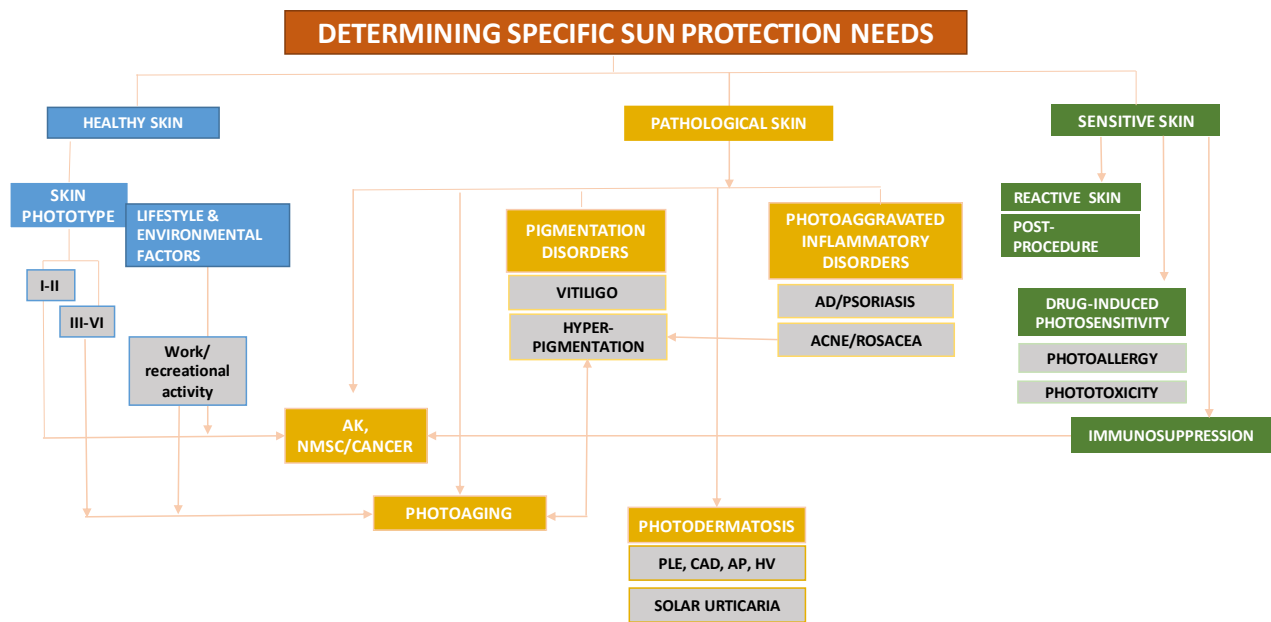 DETERMINING SPECIFIC SUN PROTECTION NEEDS
HEALTHY SKIN
PATHOLOGICAL SKIN
SENSITIVE SKIN
SKIN
PHOTOTYPE
LIFESTYLE &
ENVIRONMENTAL
FACTORS
I-II
III-VI
Work/
recreational
activity
PIGMENTATION
DISORDERS
VITILIGO
HYPER-
PIGMENTATION
PHOTOAGGRAVATED
INFLAMMATORY
DISORDERS
AD/PSORIASIS
ACNE/ROSACEA
REACTIVE SKIN
POST-
PROCEDURE
DRUG-INDUCED
PHOTOSENSITIVITY
PHOTOALLERGY
PHOTOTOXICITY
IMMUNOSUPPRESSION
AK,
NMSC/CANCER
PHOTOAGING
PHOTODERMATOSIS
PLE, CAD, AP, HV
SOLAR URTICARIA